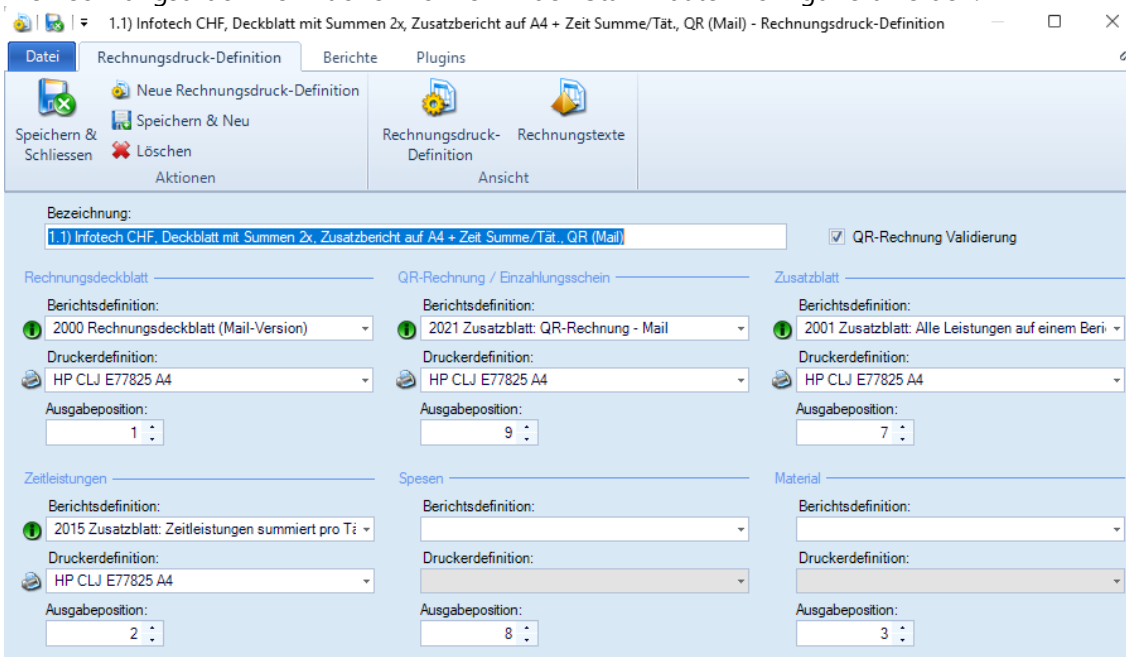 1.1) Infotech CHF, Deckblatt mit Summen 2x, Zusatzbericht auf A4 + Zeit Summe/Tät., QR (Mail) - Rechnungsdruck-Definition
Datei Rechnungsdruck-Definition Berichte Plugins
Speichern & Schliessen
Neue Rechnungsdruck-Definition
Speichern & Neu
Löschen
Aktionen
Rechnungsdruck-Definition
Rechnungstexte
Ansicht
Bezeichnung:
1.1) Infotech CHF, Deckblatt mit Summen 2x, Zusatzbericht auf A4 + Zeit Summe/Tät., QR (Mail)
QR-Rechnung Validierung
Rechnungsdeckblatt
Berichtsdefinition:
2000 Rechnungsdeckblatt (Mail-Version)
Druckerdefinition:
HP CLJ E77825 A4
Ausgabeposition:
1
QR-Rechnung / Einzahlungsschein
Berichtsdefinition:
2021 Zusatzblatt: QR-Rechnung - Mail
Druckerdefinition:
HP CLJ E77825 A4
Ausgabeposition:
9
Zusatzblatt
Berichtsdefinition:
2001 Zusatzblatt: Alle Leistungen auf einem Beri
Druckerdefinition:
HP CLJ E77825 A4
Ausgabeposition:
7
Zeitleistungen
Berichtsdefinition:
2015 Zusatzblatt: Zeitleistungen summiert pro Tä
Druckerdefinition:
HP CLJ E77825 A4
Ausgabeposition:
2
Spesen
Berichtsdefinition:
Druckerdefinition:
Ausgabeposition:
8
Material
Berichtsdefinition:
Druckerdefinition:
Ausgabeposition:
3